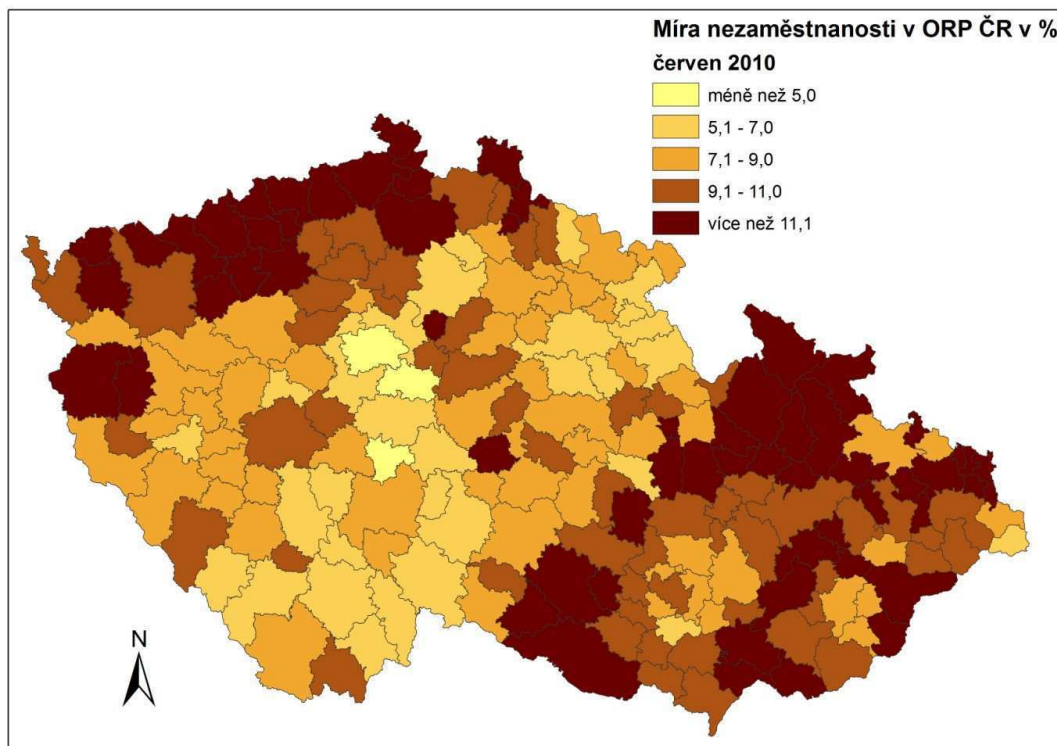 Míra nezaměstnanosti v ORP ČR v %
červen 2010
méně než 5,0
5,1 - 7,0
7,1 - 9,0
9,1 - 11,0
více než 11,1
N